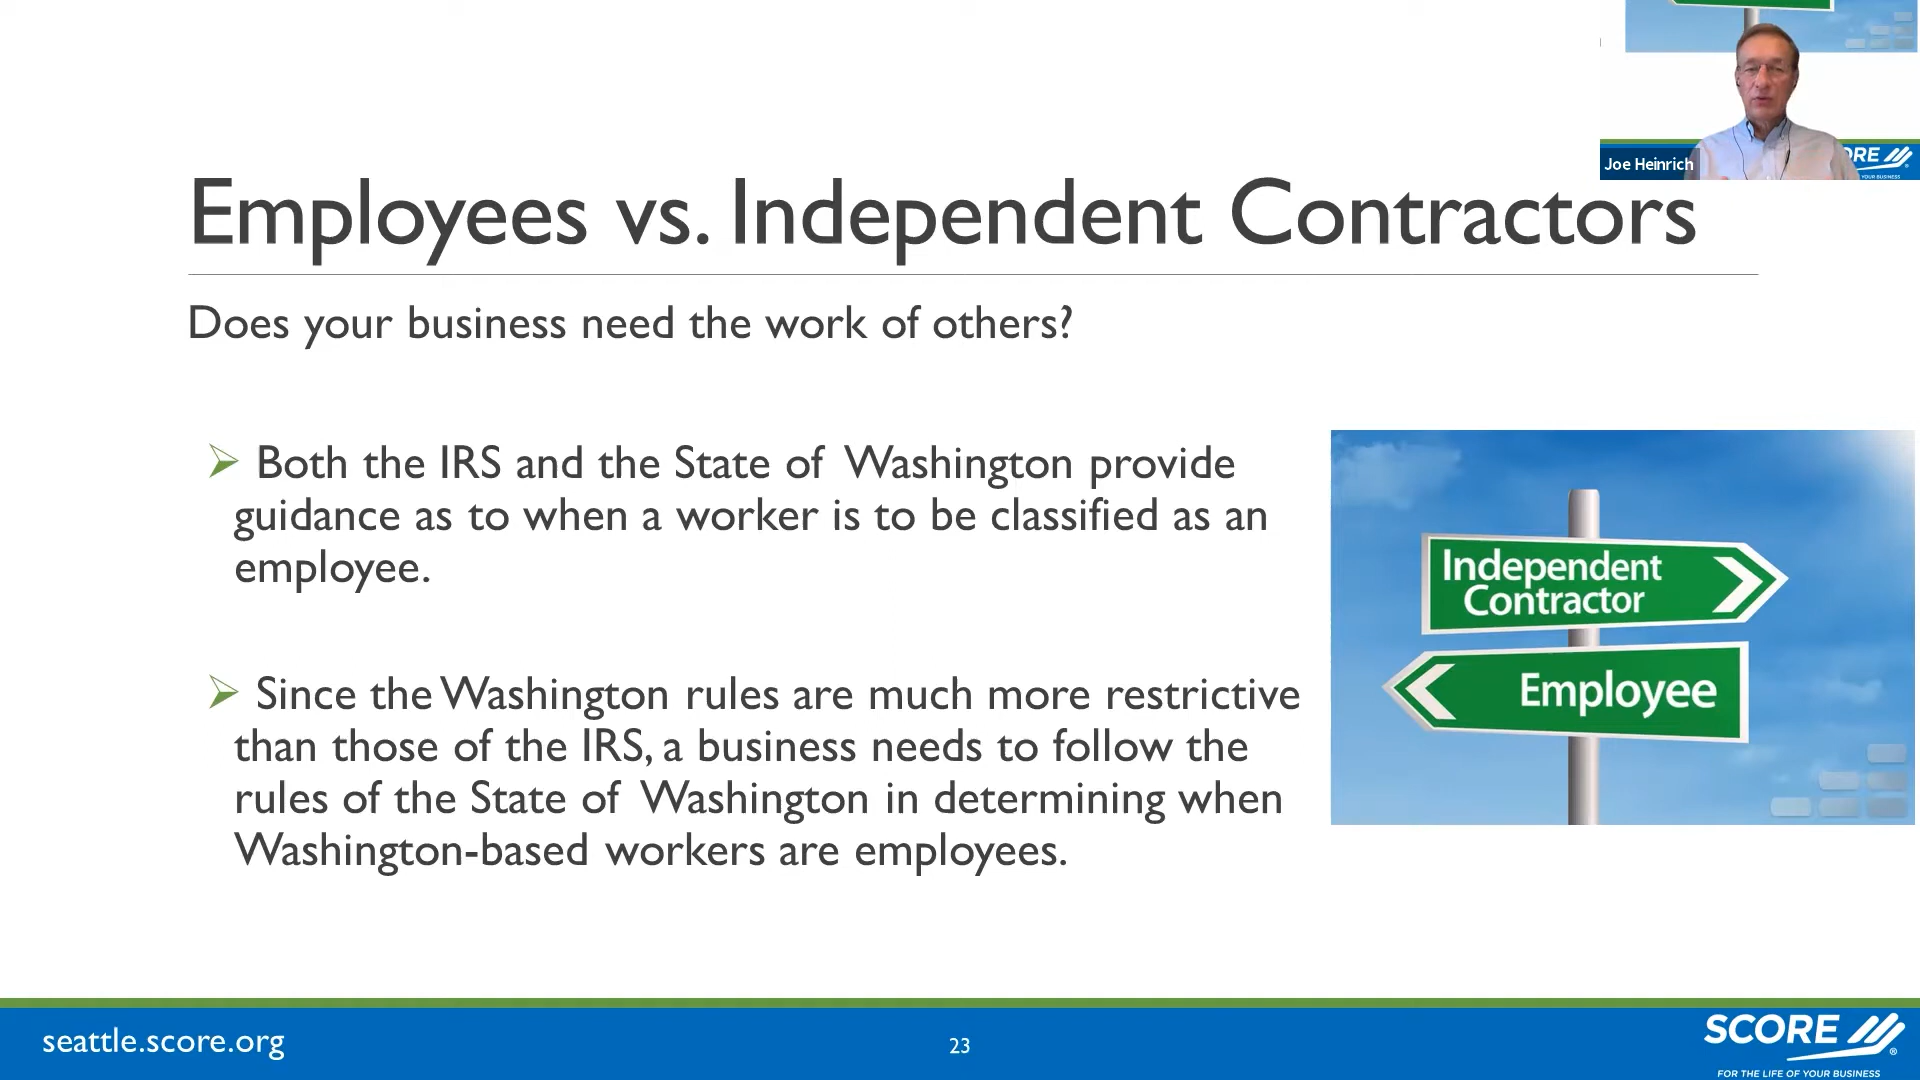 Joe Heinrich
ORE
YOUR BUSINESS
Employees vs. Independent Contractors
Does your business need the work of others?
Both the IRS and the State of Washington provide
guidance as to when a worker is to be classified as an
employee.
Since the Washington rules are much more restrictive
than those of the IRS, a business needs to follow the
rules of the State of Washington in determining when
Washington-based workers are employees.
Independent
Contractor
Employee
seattle.score.org
23
SCORE
®
FOR THE LIFE OF YOUR BUSINESS